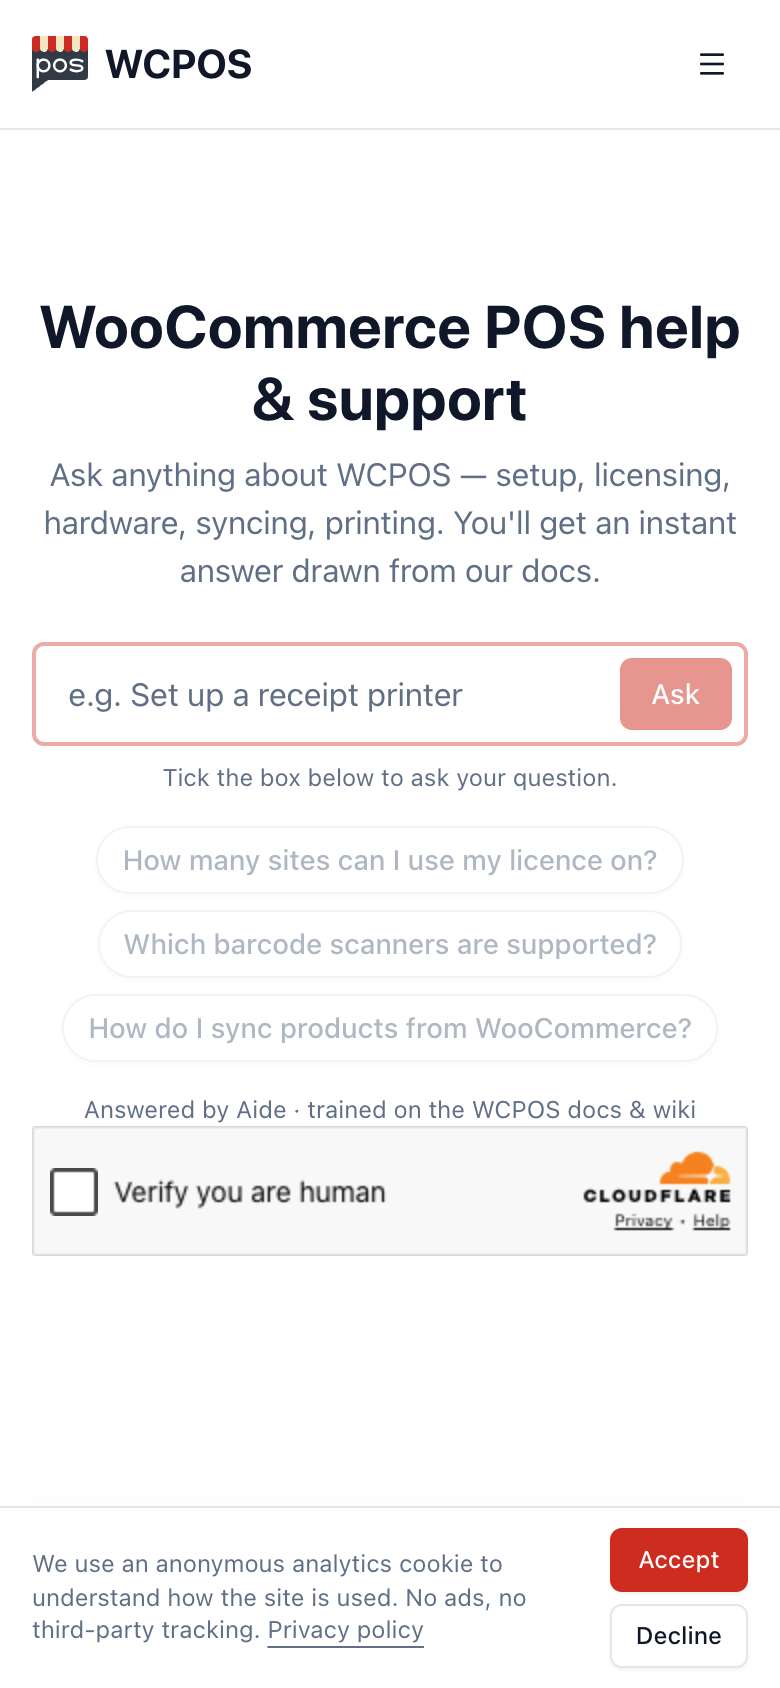 pos WCPOS
WooCommerce POS help
& support
Ask anything about WCPOS — setup, licensing,
hardware, syncing, printing. You'll get an instant
answer drawn from our docs.
e.g. Set up a receipt printer Ask
Tick the box below to ask your question.
How many sites can I use my licence on?
Which barcode scanners are supported?
How do I sync products from WooCommerce?
Answered by Aide · trained on the WCPOS docs & wiki
Verify you are human
CLOUDFLARE
Privacy · Help
We use an anonymous analytics cookie to
understand how the site is used. No ads, no
third-party tracking. Privacy policy
Accept
Decline